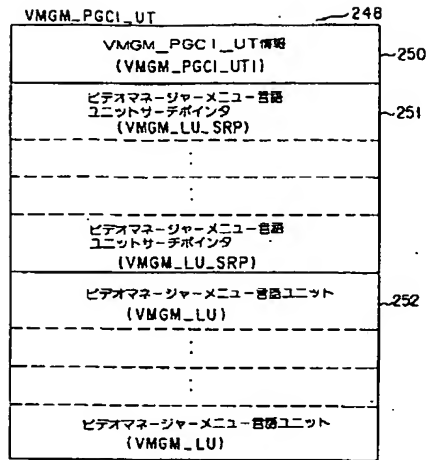 VMGM_PGCI_UT
248
VMGM_PGCI_UT情報
(VMGM_PGCI_UTI)
250
ビデオマネージャーメニュー言語
ユニットサーチポインタ
(VMGM_LU_SRP)
251
ビデオマネージャーメニュー言語
ユニットサーチポインタ
(VMGM_LU_SRP)
ビデオマネージャーメニュー言語ユニット
(VMGM_LU)
252
ビデオマネージャーメニュー言語ユニット
(VMGM_LU)